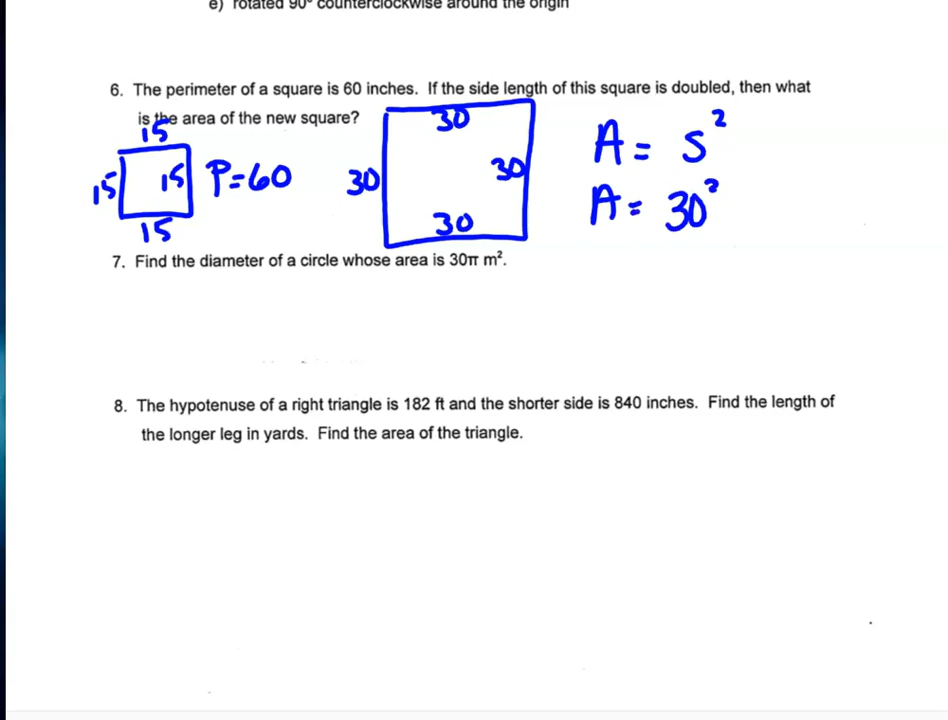 e) rotated 90° counterclockwise around the origin
6. The perimeter of a square is 60 inches. If the side length of this square is doubled, then what
is the area of the new square?
15
15
15
15
P=60
30
30
30
30
A = s²
A = 30²
7. Find the diameter of a circle whose area is 30π m².
8. The hypotenuse of a right triangle is 182 ft and the shorter side is 840 inches. Find the length of
the longer leg in yards. Find the area of the triangle.